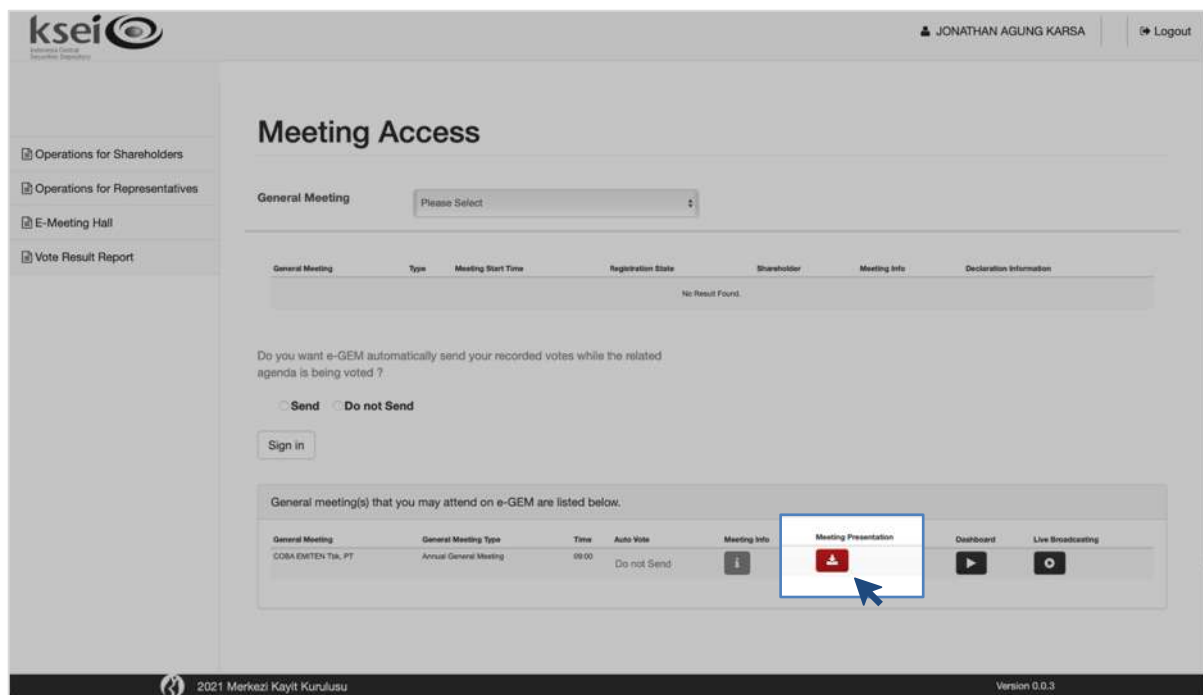 ksei
Indonesia Central
Securities Depository
JONATHAN AGUNG KARSA
Logout
Operations for Shareholders
Operations for Representatives
E-Meeting Hall
Vote Result Report
Meeting Access
General Meeting Please Select
General Meeting Type Meeting Start Time Registration State Shareholder Meeting Info Declaration Information
No Result Found.
Do you want e-GEM automatically send your recorded votes while the related
agenda is being voted ?
Send Do not Send
Sign in
General meeting(s) that you may attend on e-GEM are listed below.
General Meeting General Meeting Type Time Auto Vote Meeting Info Meeting Presentation Dashboard Live Broadcasting
COBA EMITEN Tbk, PT Annual General Meeting 09:00 Do not Send
2021 Merkezi Kayit Kurulusu Version 0.0.3